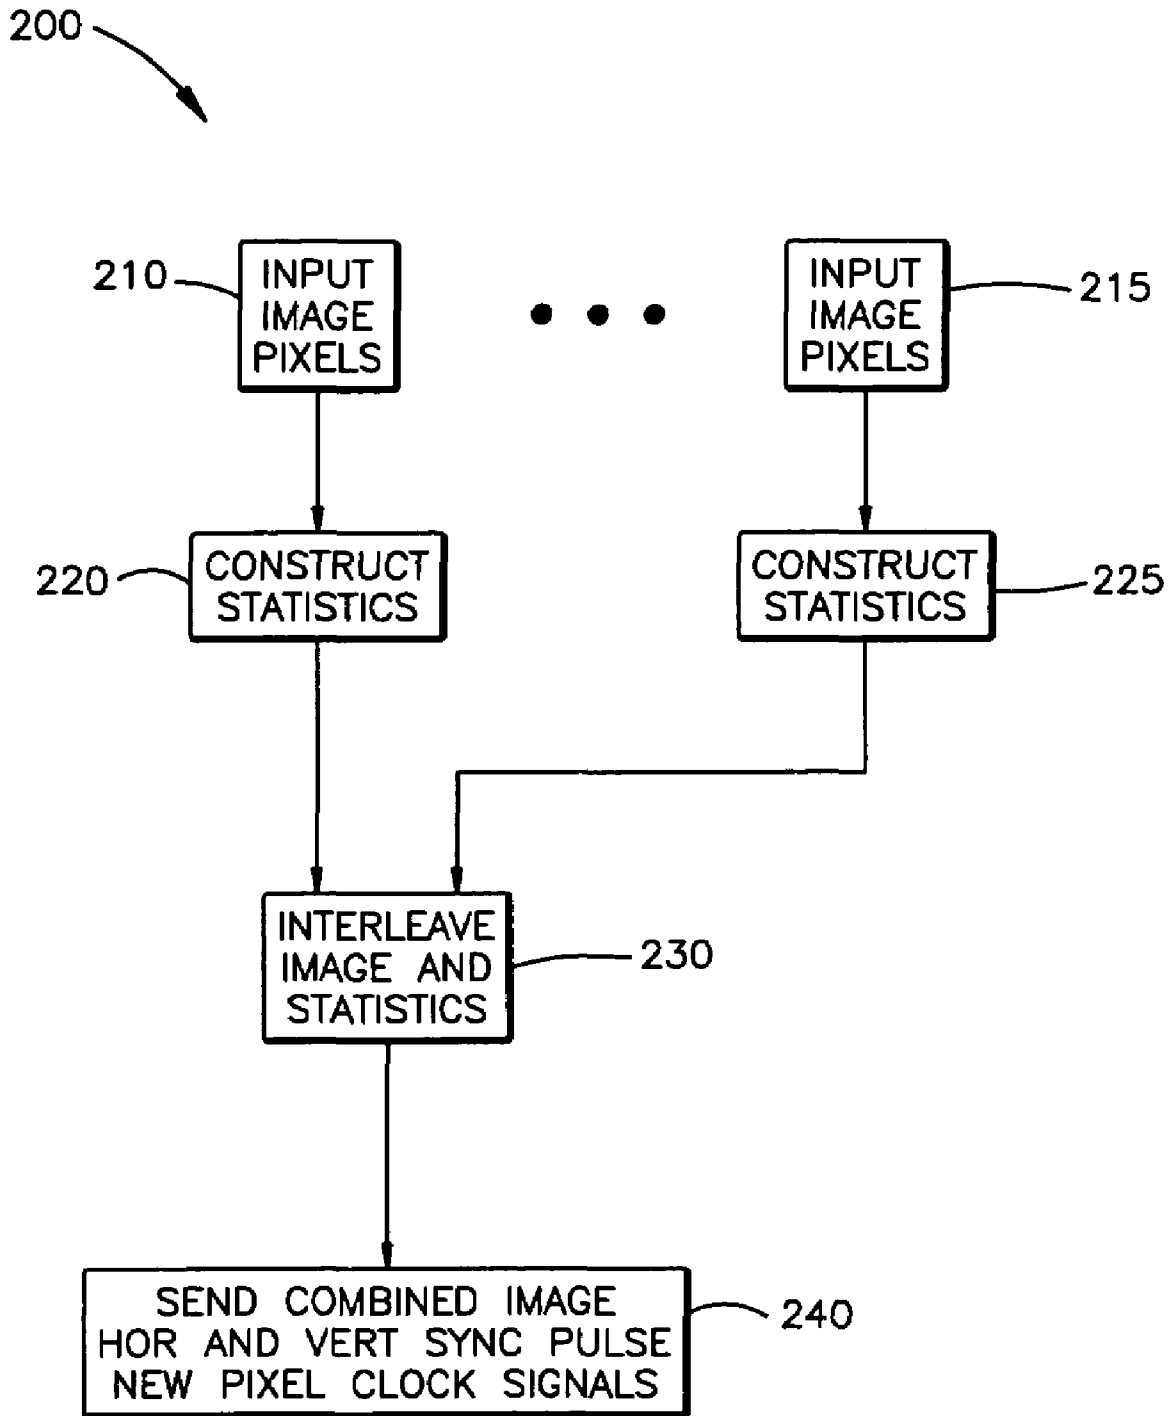 200
210
INPUT
IMAGE
PIXELS
INPUT
IMAGE
PIXELS
215
220
CONSTRUCT
STATISTICS
CONSTRUCT
STATISTICS
225
INTERLEAVE
IMAGE AND
STATISTICS
230
SEND COMBINED IMAGE
HOR AND VERT SYNC PULSE
NEW PIXEL CLOCK SIGNALS
240